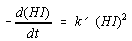 - d(HI)/dt = k´ (HI)²